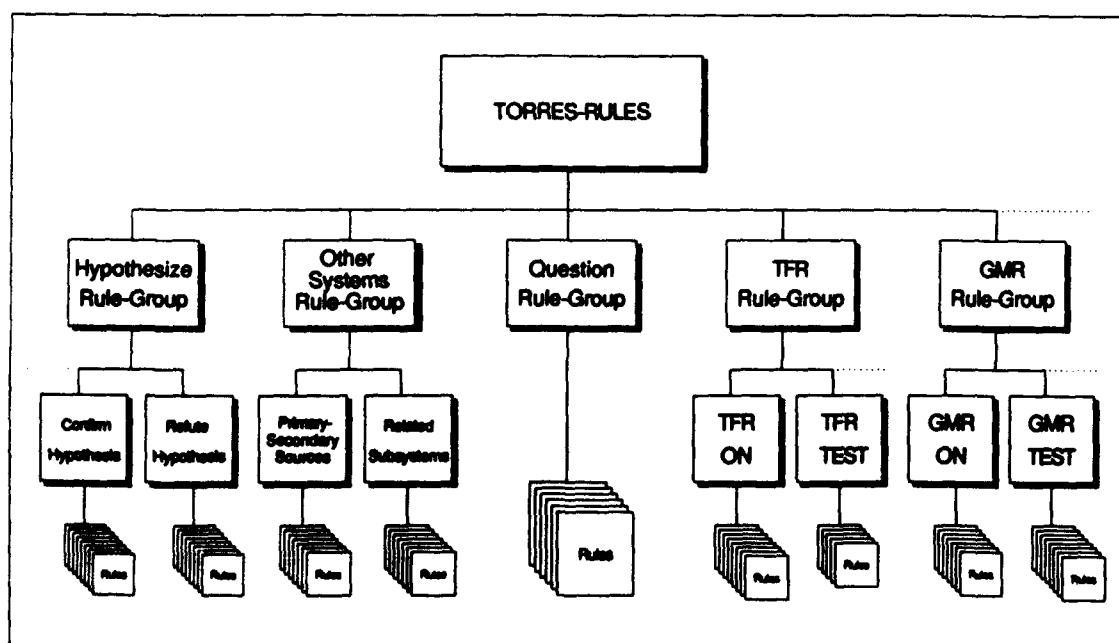 TORRES-RULES
Hypothesize
Rule-Group
Other
Systems
Rule-Group
Question
Rule-Group
TFR
Rule-Group
GMR
Rule-Group
Confirm
Hypothesis
Refute
Hypothesis
Primary-
Secondary
Sources
Related
Subsystems
TFR
ON
TFR
TEST
GMR
ON
GMR
TEST
Rules
Rules
Rules
Rules
Rules
Rules
Rules
Rules
Rules